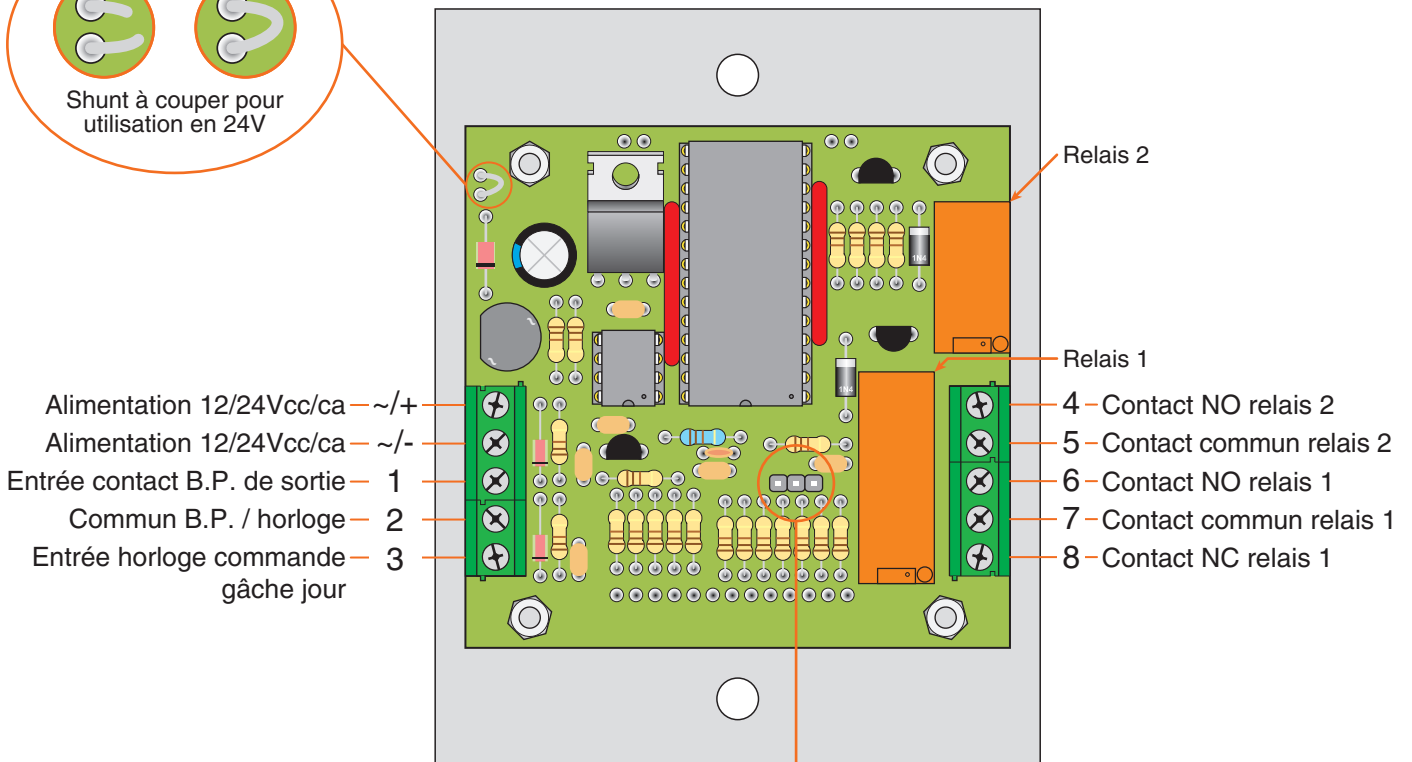 Shunt à couper pour
utilisation en 24V
Relais 2
Relais 1
Alimentation 12/24Vcc/ca ~/+
Alimentation 12/24Vcc/ca ~/-
Entrée contact B.P. de sortie 1
Commun B.P. / horloge 2
Entrée horloge commande 3
gâche jour
4 Contact NO relais 2
5 Contact commun relais 2
6 Contact NO relais 1
7 Contact commun relais 1
8 Contact NC relais 1
1N4
1N4
~
~